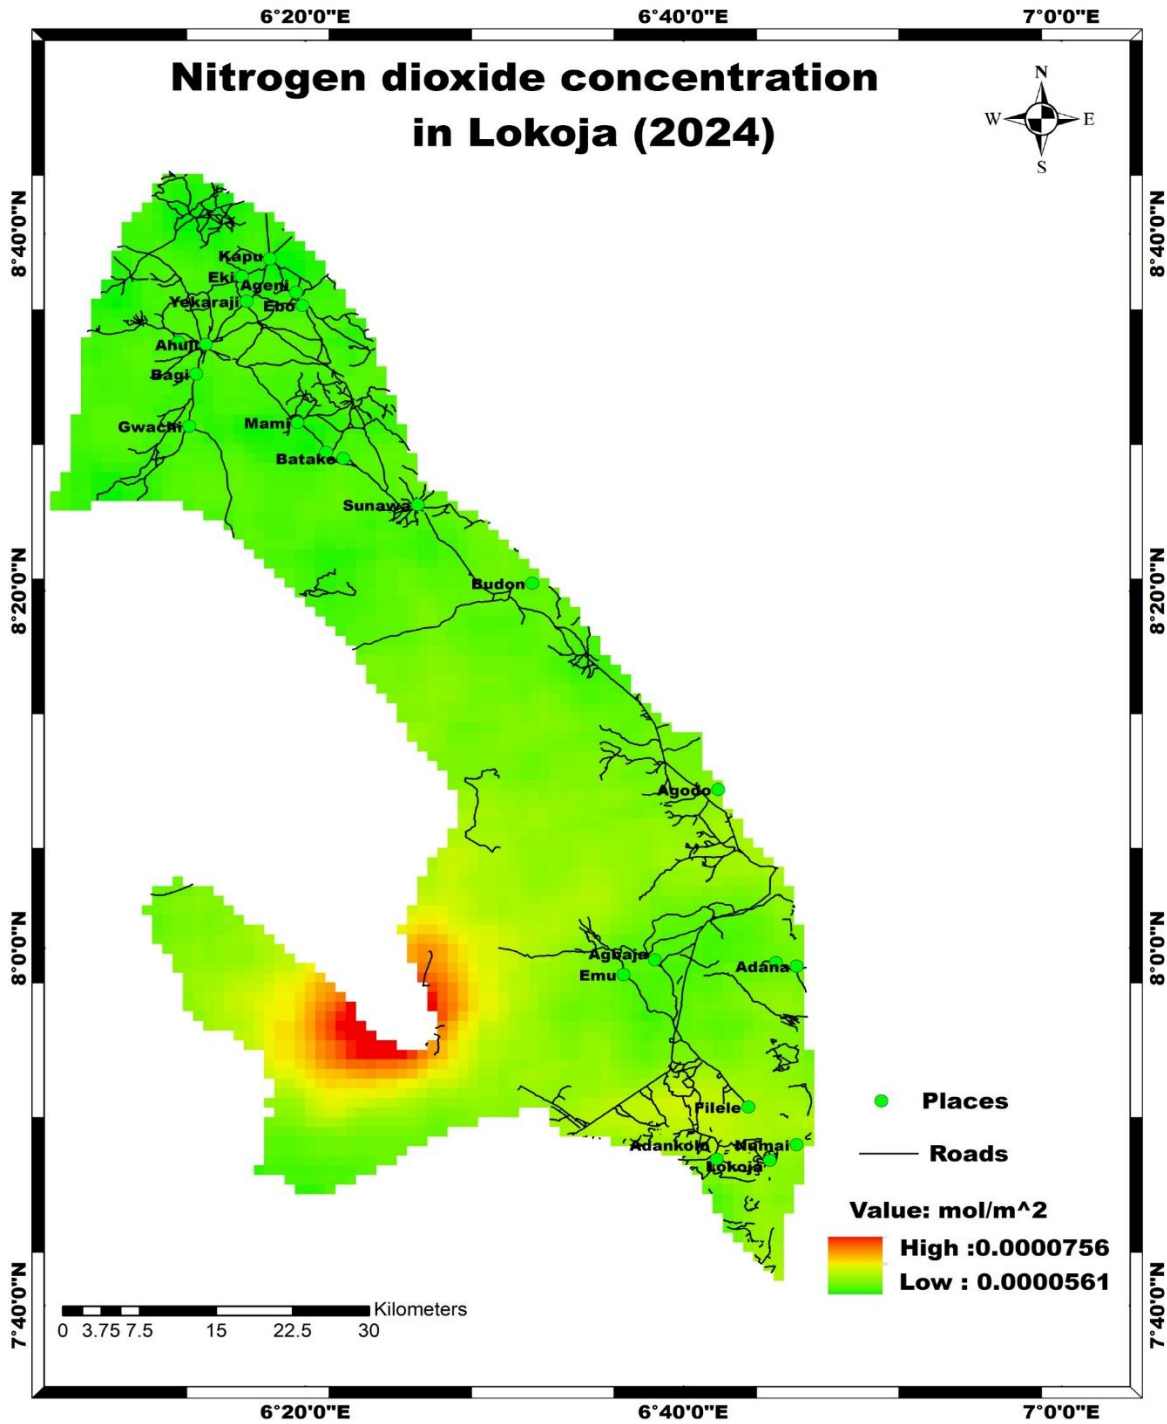 6°20'0"E
6°40'0"E
7°0'0"E
Nitrogen dioxide concentration
in Lokoja (2024)
N
W
E
S
8°40'0"N
8°40'0"N
Kapu
Eki
Ageni
Yekaraji
Ebo
Ahuji
Bagi
Gwachi
Mami
Batake
Sunawa
8°20'0"N
8°20'0"N
Budon
Agodo
8°0'0"N
8°0'0"N
Agbaja
Adana
Emu
Places
Filele
Adankolo
Numai
Roads
Lokoja
Value: mol/m^2
High :0.0000756
Low : 0.0000561
7°40'0"N
7°40'0"N
Kilometers
0 3.75 7.5 15 22.5 30
6°20'0"E
6°40'0"E
7°0'0"E